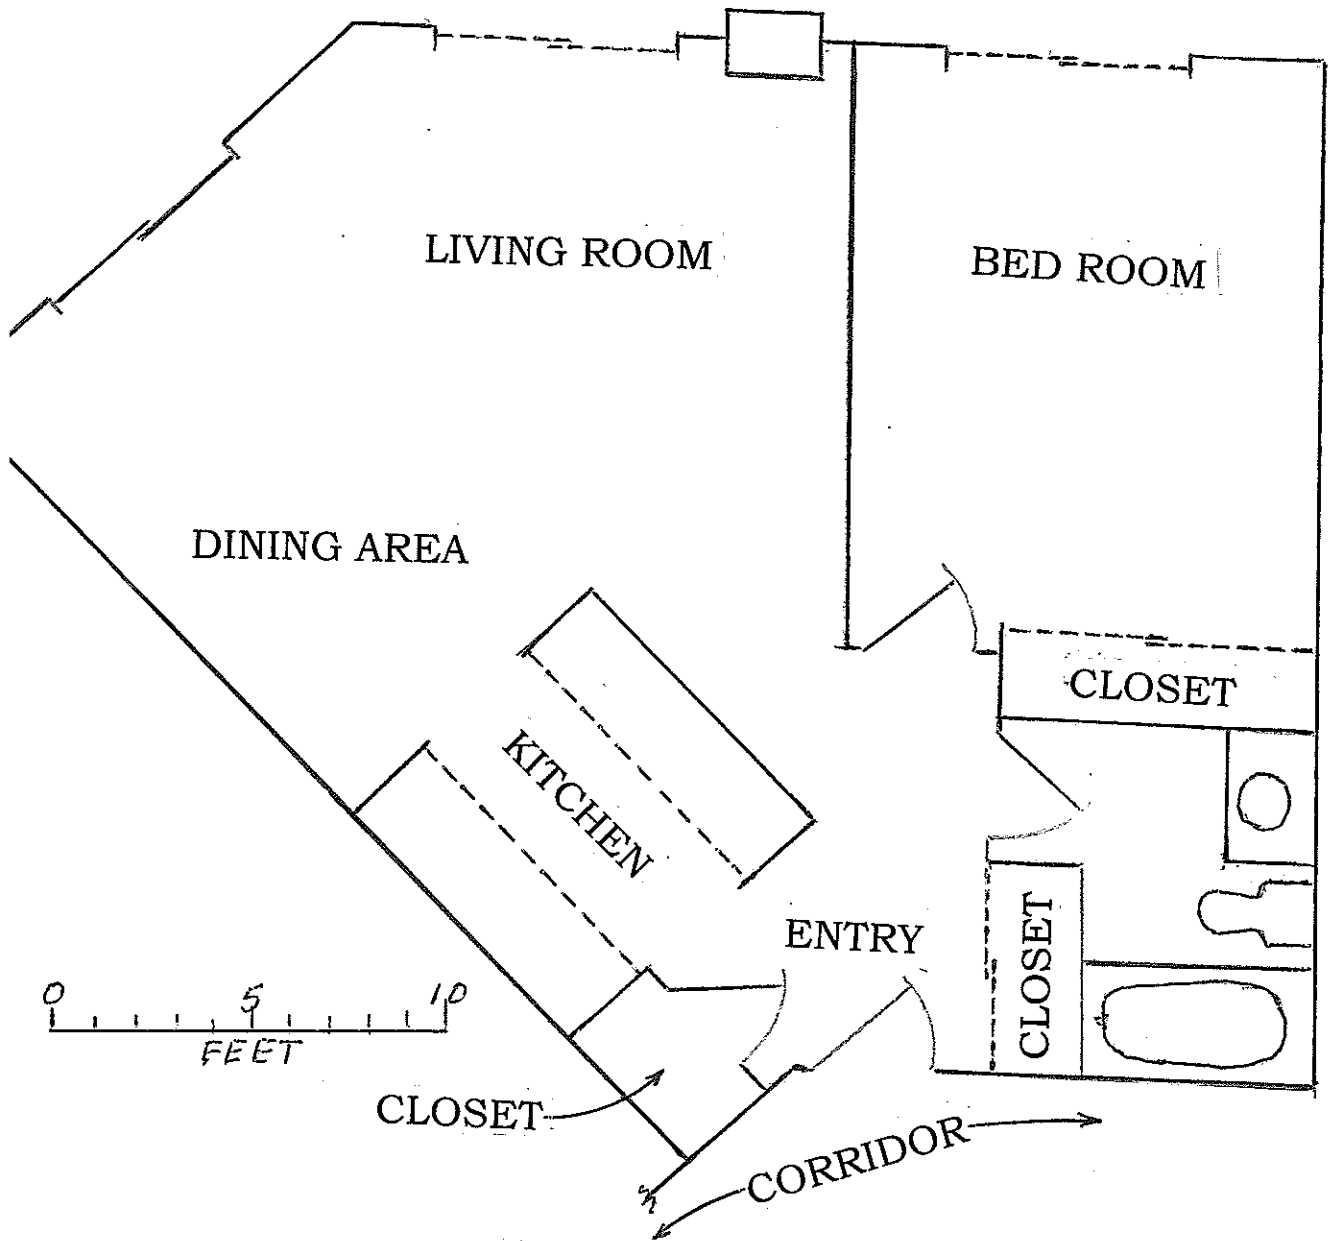 LIVING ROOM
BED ROOM
DINING AREA
CLOSET
KITCHEN
ENTRY
CLOSET
0 5 10
FEET
CLOSET
CORRIDOR